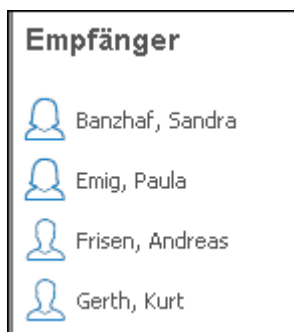 Empfänger
Banzhaf, Sandra
Emig, Paula
Frisen, Andreas
Gerth, Kurt